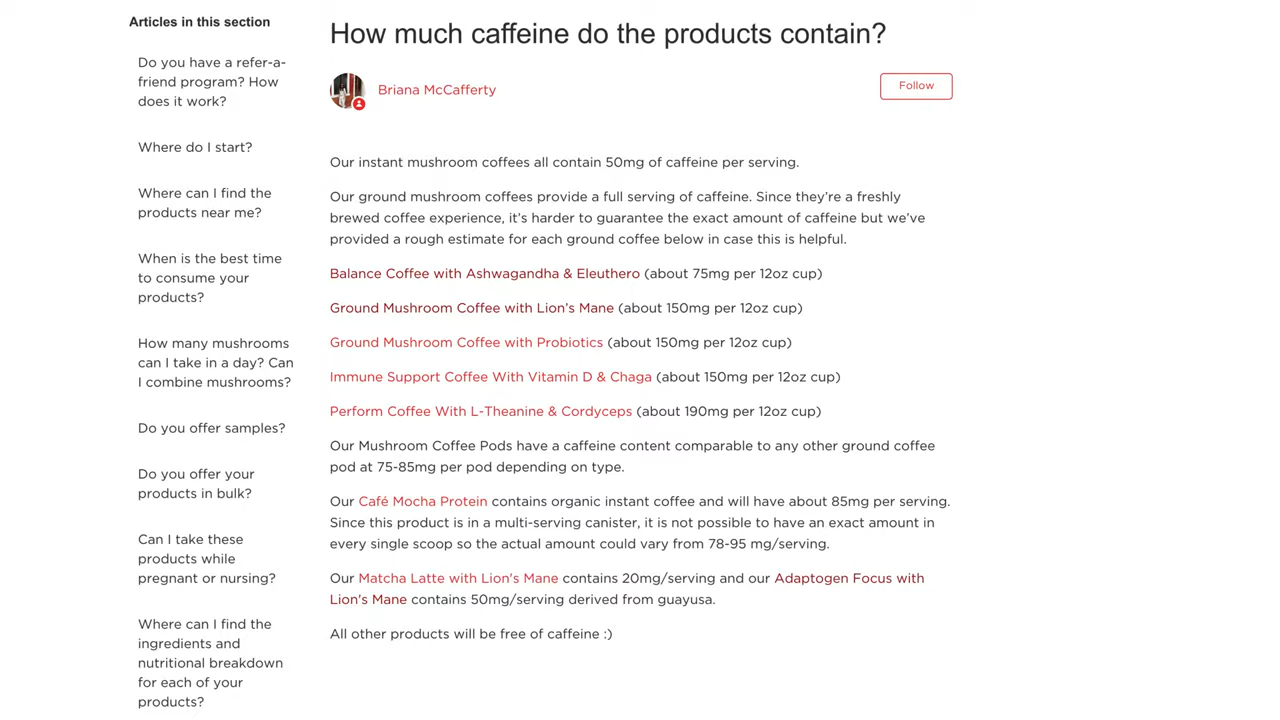 Articles in this section
Do you have a refer-a-
friend program? How
does it work?
Where do I start?
Where can I find the
products near me?
When is the best time
to consume your
products?
How many mushrooms
can I take in a day? Can
I combine mushrooms?
Do you offer samples?
Do you offer your
products in bulk?
Can I take these
products while
pregnant or nursing?
Where can I find the
ingredients and
nutritional breakdown
for each of your
products?
How much caffeine do the products contain?
Briana McCafferty
Follow
Our instant mushroom coffees all contain 50mg of caffeine per serving.
Our ground mushroom coffees provide a full serving of caffeine. Since they’re a freshly
brewed coffee experience, it’s harder to guarantee the exact amount of caffeine but we’ve
provided a rough estimate for each ground coffee below in case this is helpful.
Balance Coffee with Ashwagandha & Eleuthero (about 75mg per 12oz cup)
Ground Mushroom Coffee with Lion’s Mane (about 150mg per 12oz cup)
Ground Mushroom Coffee with Probiotics (about 150mg per 12oz cup)
Immune Support Coffee With Vitamin D & Chaga (about 150mg per 12oz cup)
Perform Coffee With L-Theanine & Cordyceps (about 190mg per 12oz cup)
Our Mushroom Coffee Pods have a caffeine content comparable to any other ground coffee
pod at 75-85mg per pod depending on type.
Our Café Mocha Protein contains organic instant coffee and will have about 85mg per serving.
Since this product is in a multi-serving canister, it is not possible to have an exact amount in
every single scoop so the actual amount could vary from 78-95 mg/serving.
Our Matcha Latte with Lion's Mane contains 20mg/serving and our Adaptogen Focus with
Lion's Mane contains 50mg/serving derived from guayusa.
All other products will be free of caffeine :)